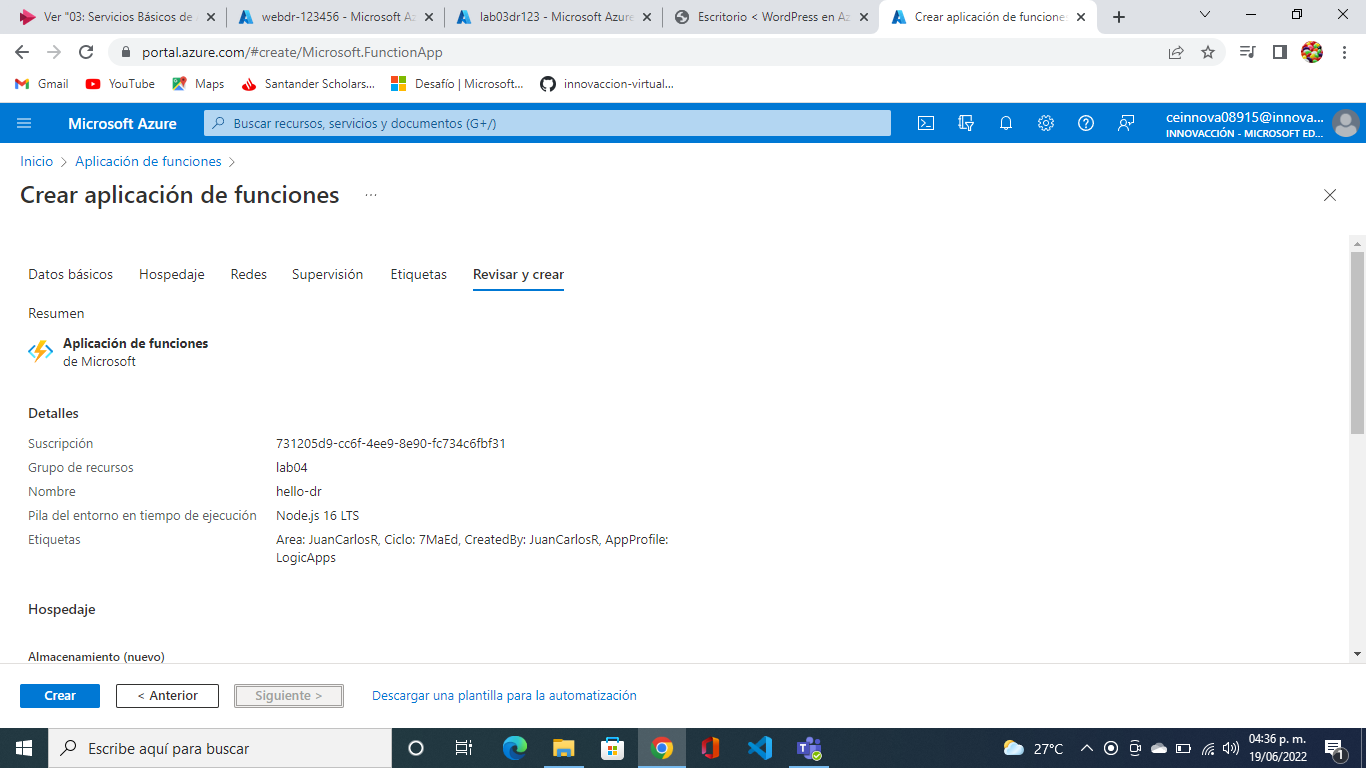 Ver "03: Servicios Básicos de
webdr-123456 - Microsoft Az
lab03dr123 - Microsoft Azure
Escritorio < WordPress en Az
Crear aplicación de funcione
portal.azure.com/#create/Microsoft.FunctionApp
Gmail
YouTube
Maps
Santander Scholars...
Desafío | Microsoft...
innovaccion-virtual...
Microsoft Azure
Buscar recursos, servicios y documentos (G+/)
ceinnova08915@innova...
INNOVACCIÓN - MICROSOFT ED...
Inicio > Aplicación de funciones >
Crear aplicación de funciones ...
Datos básicos
Hospedaje
Redes
Supervisión
Etiquetas
Revisar y crear
Resumen
Aplicación de funciones
de Microsoft
Detalles
Suscripción 731205d9-cc6f-4ee9-8e90-fc734c6fbf31
Grupo de recursos lab04
Nombre hello-dr
Pila del entorno en tiempo de ejecución Node.js 16 LTS
Etiquetas Area: JuanCarlosR, Ciclo: 7MaEd, CreatedBy: JuanCarlosR, AppProfile:
LogicApps
Hospedaje
Almacenamiento (nuevo)
Crear
< Anterior
Siguiente >
Descargar una plantilla para la automatización
Escribe aquí para buscar
27°C
04:36 p. m.
19/06/2022
1